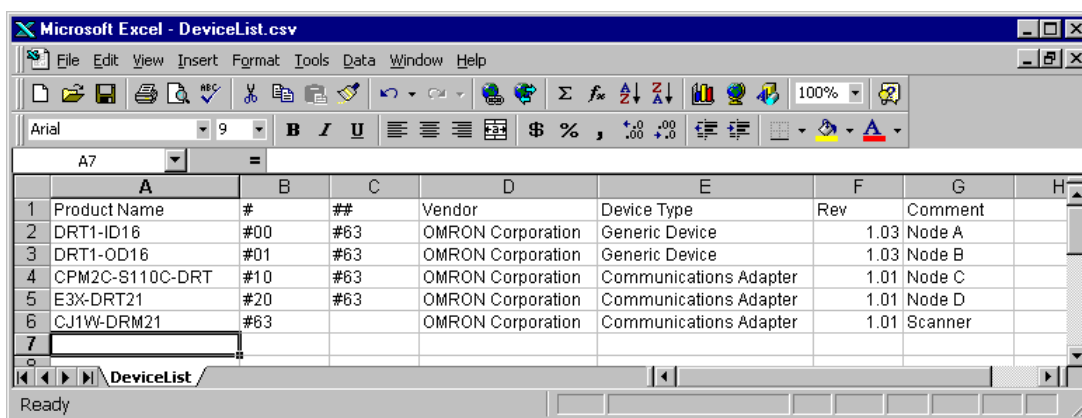 Microsoft Excel - DeviceList.csv
File Edit View Insert Format Tools Data Window Help
ABC Σ fx A Z Z A 100% ?
Arial 9 B I U $ % , .00 .00 A
A7 =
A B C D E F G H
1 Product Name # ## Vendor Device Type Rev Comment
2 DRT1-ID16 #00 #63 OMRON Corporation Generic Device 1.03 Node A
3 DRT1-OD16 #01 #63 OMRON Corporation Generic Device 1.03 Node B
4 CPM2C-S110C-DRT #10 #63 OMRON Corporation Communications Adapter 1.01 Node C
5 E3X-DRT21 #20 #63 OMRON Corporation Communications Adapter 1.01 Node D
6 CJ1W-DRM21 #63 OMRON Corporation Communications Adapter 1.01 Scanner
7
DeviceList
Ready